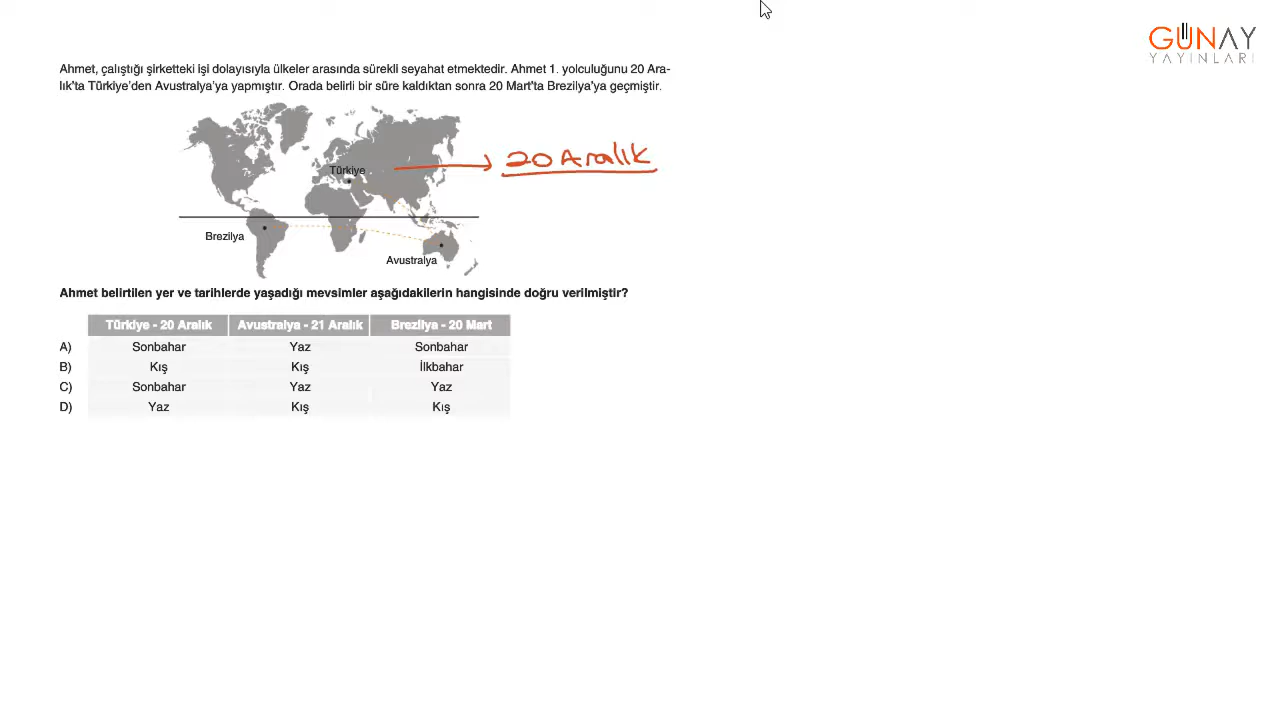 GÜNAY
YAYINLARI
Ahmet, çalıştığı şirketteki işi dolayısıyla ülkeler arasında sürekli seyahat etmektedir. Ahmet 1. yolculuğunu 20 Ara-
lık'ta Türkiye'den Avustralya'ya yapmıştır. Orada belirli bir süre kaldıktan sonra 20 Mart'ta Brezilya'ya geçmiştir.
20 Aralık
Türkiye
Brezilya
Avustralya
Ahmet belirtilen yer ve tarihlerde yaşadığı mevsimler aşağıdakilerin hangisinde doğru verilmiştir?
Türkiye - 20 Aralık Avustralya - 21 Aralık Brezilya - 20 Mart
A) Sonbahar Yaz Sonbahar
B) Kış Kış İlkbahar
C) Sonbahar Yaz Yaz
D) Yaz Kış Kış